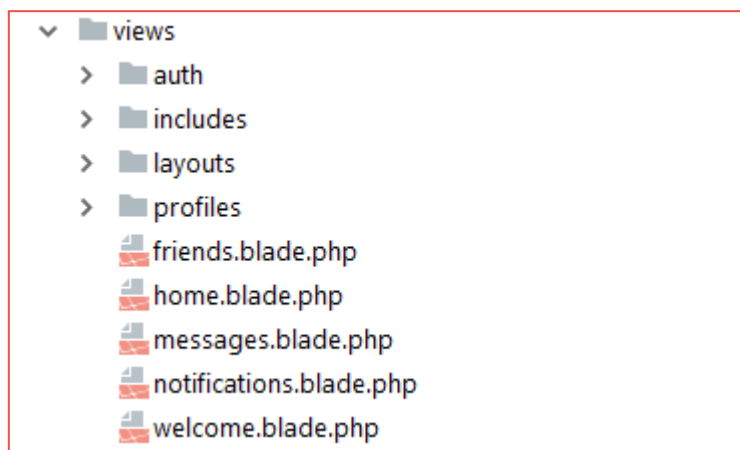 views
auth
includes
layouts
profiles
friends.blade.php
home.blade.php
messages.blade.php
notifications.blade.php
welcome.blade.php